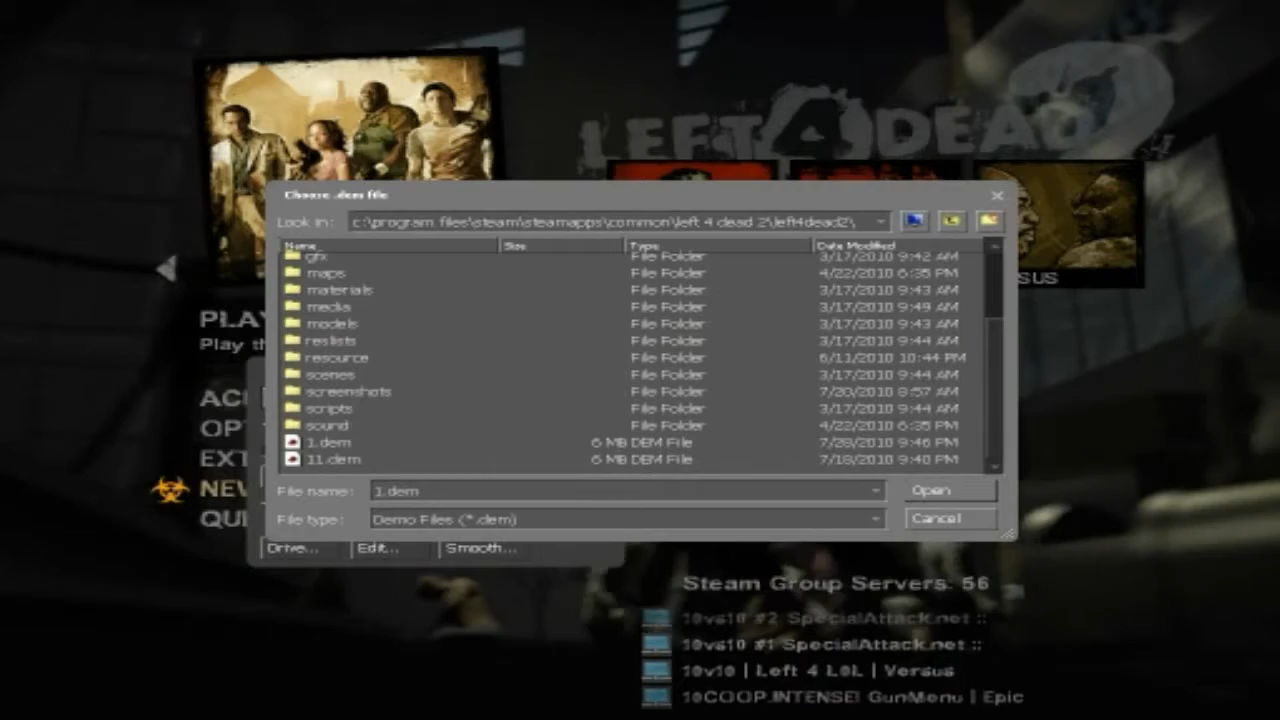 LEFT 4 DEAD 2
Choose .dem file
Look in: c:\program files\steam\steamapps\common\left 4 dead 2\left4dead2\
Name Size Type Date Modified
gfx File Folder 3/17/2010 9:42 AM
maps File Folder 4/22/2010 6:35 PM
materials File Folder 3/17/2010 9:43 AM
media File Folder 3/17/2010 9:49 AM
models File Folder 3/17/2010 9:43 AM
reslists File Folder 3/17/2010 9:44 AM
resource File Folder 6/11/2010 10:44 PM
scenes File Folder 3/17/2010 9:44 AM
screenshots File Folder 7/20/2010 8:57 AM
scripts File Folder 3/17/2010 9:44 AM
sound File Folder 4/22/2010 6:35 PM
1.dem 6 MB DEM File 7/28/2010 9:46 PM
11.dem 6 MB DEM File 7/18/2010 9:40 PM
File name: 1.dem Open
File type: Demo Files (*.dem) Cancel
SUS
PLAY
Play th
AC
OPT
EXT
NEW
QUI
Drive... Edit... Smooth...
Steam Group Servers: 56
10vs10 #2 SpecialAttack.net ::
10vs10 #1 SpecialAttack.net ::
10v10 | Left 4 LOL | Versus
10COOP.INTENSE! GunMenu | Epic